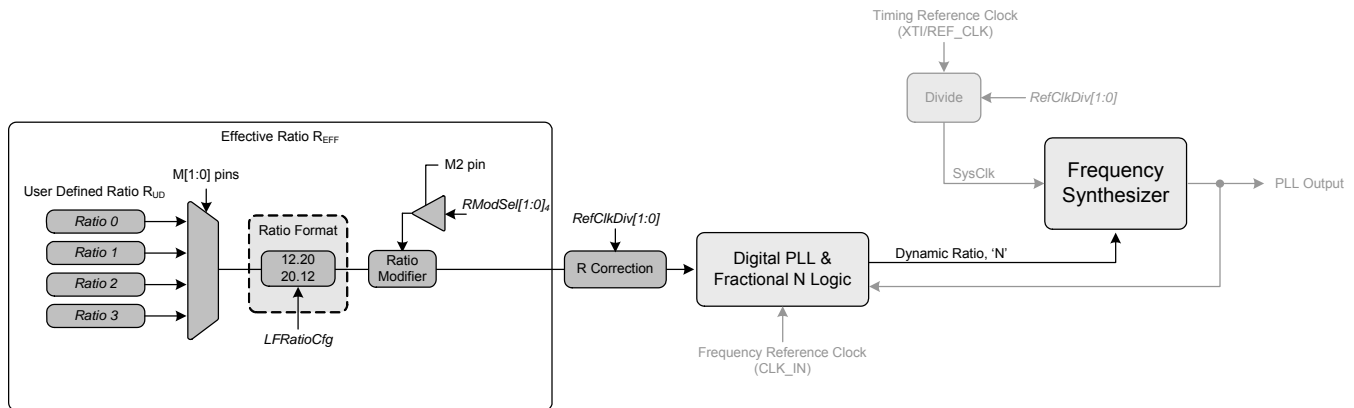 Timing Reference Clock
(XTI/REF_CLK)
Divide
RefClkDiv[1:0]
Effective Ratio REFF
M2 pin
M[1:0] pins
Frequency
Synthesizer
SysClk
PLL Output
User Defined Ratio RUD
RModSel[1:0]4
RefClkDiv[1:0]
Ratio 0
Ratio 1
Ratio 2
Ratio 3
Ratio Format
12.20
20.12
Ratio
Modifier
R Correction
Digital PLL &
Fractional N Logic
Dynamic Ratio, 'N'
LFRatioCfg
Frequency Reference Clock
(CLK_IN)